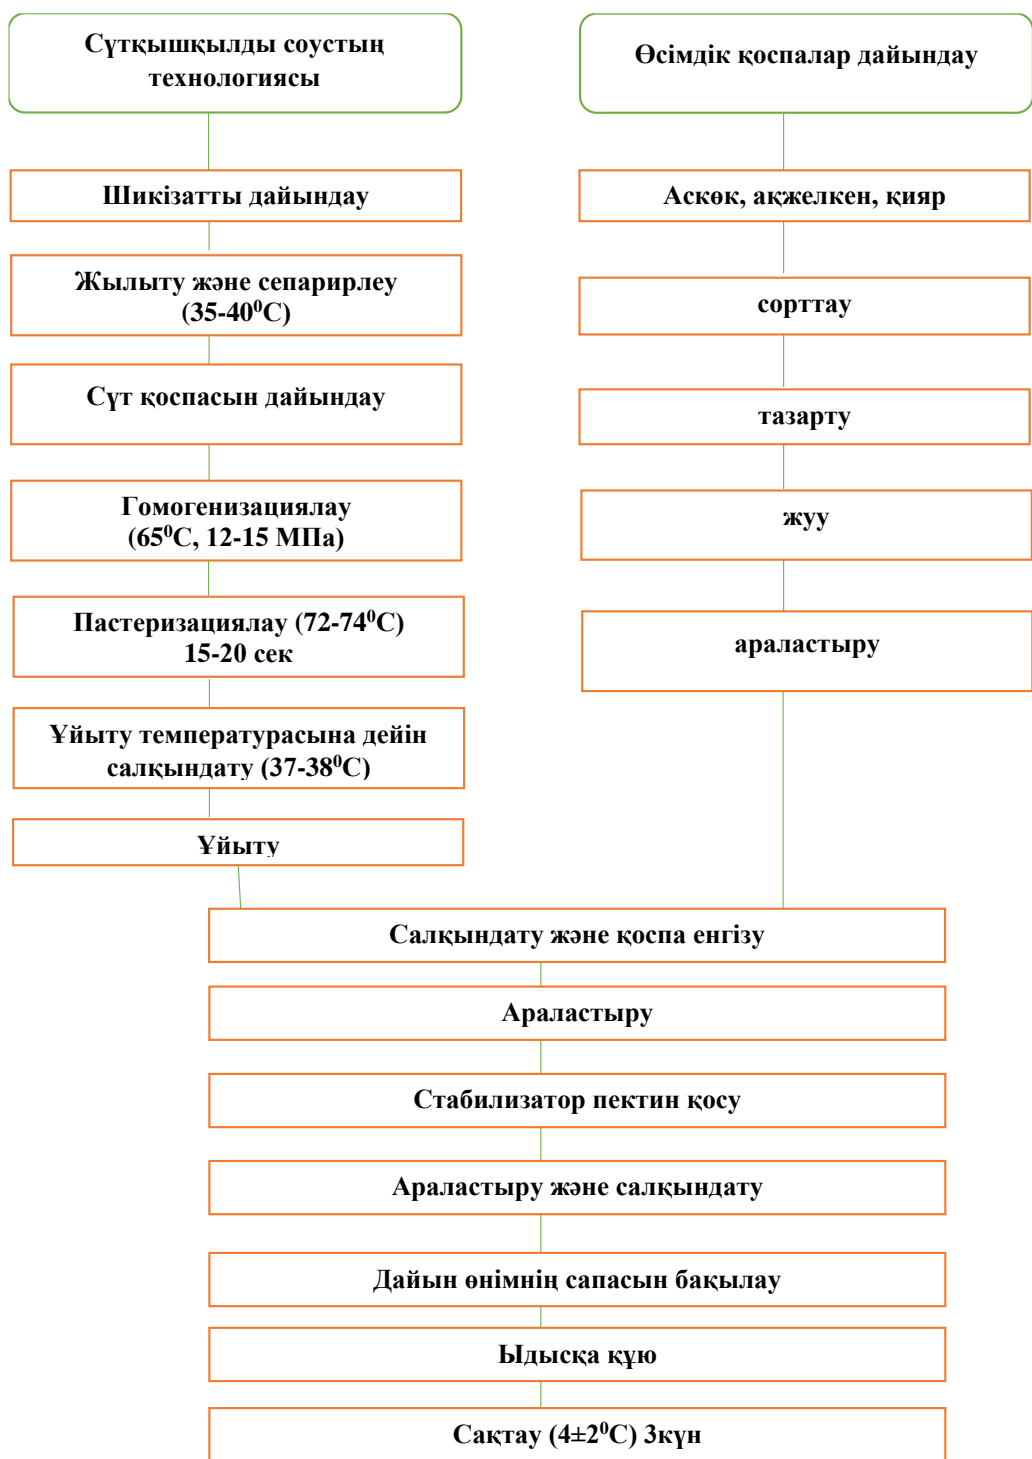 Сүтқышқылды соустың
технологиясы
Шикізатты дайындау
Жылыту және сепарирлеу
(35-40⁰С)
Сүт қоспасын дайындау
Гомогенизациялау
(65⁰С, 12-15 МПа)
Пастеризациялау (72-74⁰С)
15-20 сек
Ұйыту температурасына дейін
салқындату (37-38⁰С)
Ұйыту
Өсімдік қоспалар дайындау
Аскөк, ақжелкен, қияр
сорттау
тазарту
жуу
араластыру
Салқындату және қоспа енгізу
Араластыру
Стабилизатор пектин қосу
Араластыру және салқындату
Дайын өнімнің сапасын бақылау
Ыдысқа құю
Сақтау (4±2⁰С) 3күн